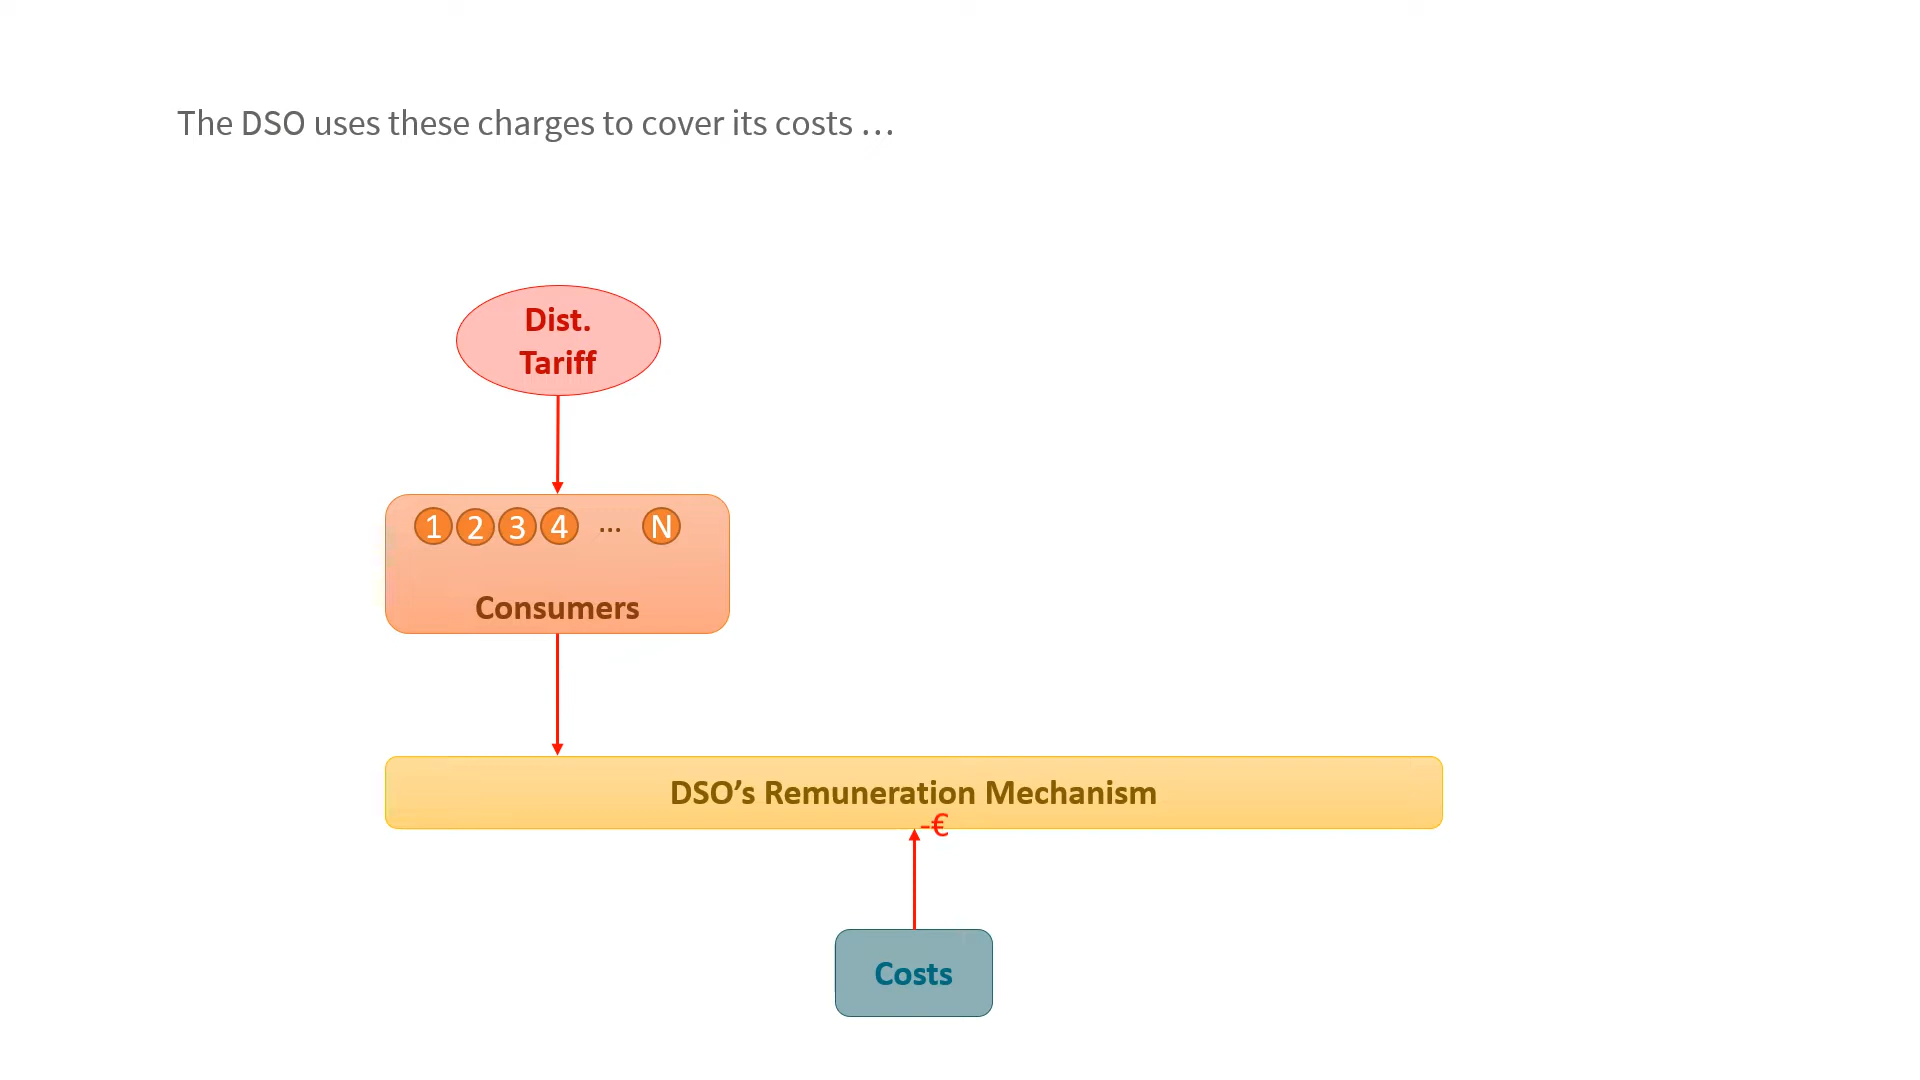 The DSO uses these charges to cover its costs …
Dist.
Tariff
1 2 3 4 ... N
Consumers
DSO’s Remuneration Mechanism
-€
Costs